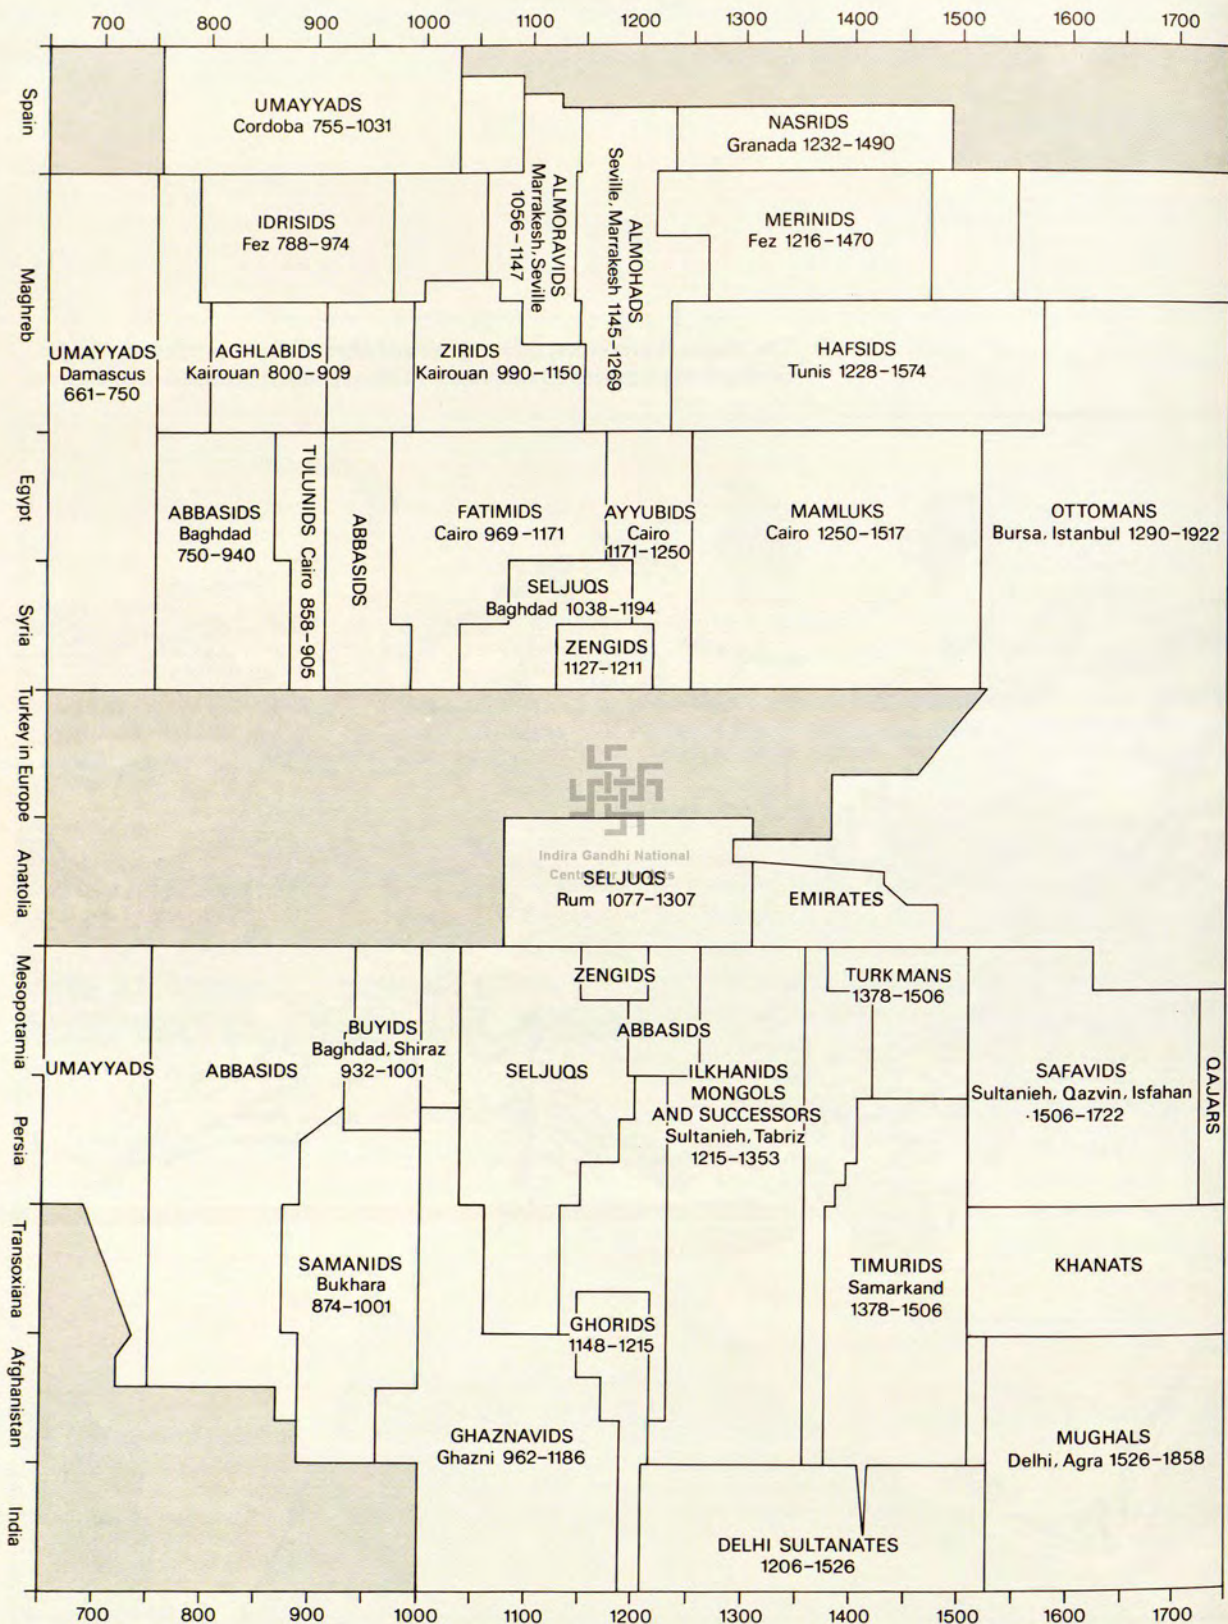 700 800 900 1000 1100 1200 1300 1400 1500 1600 1700
Spain
UMAYYADS
Cordoba 755–1031
NASRIDS
Granada 1232–1490
Maghreb
IDRISIDS
Fez 788–974
ALMORAVIDS
Marrakesh, Seville
1056–1147
ALMOHADS
Seville, Marrakesh 1145–1269
MERINIDS
Fez 1216–1470
UMAYYADS
Damascus
661–750
AGHLABIDS
Kairouan 800–909
ZIRIDS
Kairouan 990–1150
HAFSIDS
Tunis 1228–1574
Egypt
ABBASIDS
Baghdad
750–940
TULUNIDS Cairo 858–905
ABBASIDS
FATIMIDS
Cairo 969–1171
AYYUBIDS
Cairo
1171–1250
MAMLUKS
Cairo 1250–1517
OTTOMANS
Bursa, Istanbul 1290–1922
Syria
SELJUQS
Baghdad 1038–1194
ZENGIDS
1127–1211
Turkey in Europe
Indira Gandhi National
Centre for the Arts
Anatolia
SELJUQS
Rum 1077–1307
EMIRATES
Mesopotamia
UMAYYADS
ABBASIDS
BUYIDS
Baghdad, Shiraz
932–1001
SELJUQS
ZENGIDS
ABBASIDS
ILKHANIDS
MONGOLS
AND SUCCESSORS
Sultanieh, Tabriz
1215–1353
TURKMANS
1378–1506
SAFAVIDS
Sultanieh, Qazvin, Isfahan
1506–1722
QAJARS
Persia
Transoxiana
SAMANIDS
Bukhara
874–1001
GHORIDS
1148–1215
TIMURIDS
Samarkand
1378–1506
KHANATS
Afghanistan
GHAZNAVIDS
Ghazni 962–1186
MUGHALS
Delhi, Agra 1526–1858
India
DELHI SULTANATES
1206–1526
700 800 900 1000 1100 1200 1300 1400 1500 1600 1700